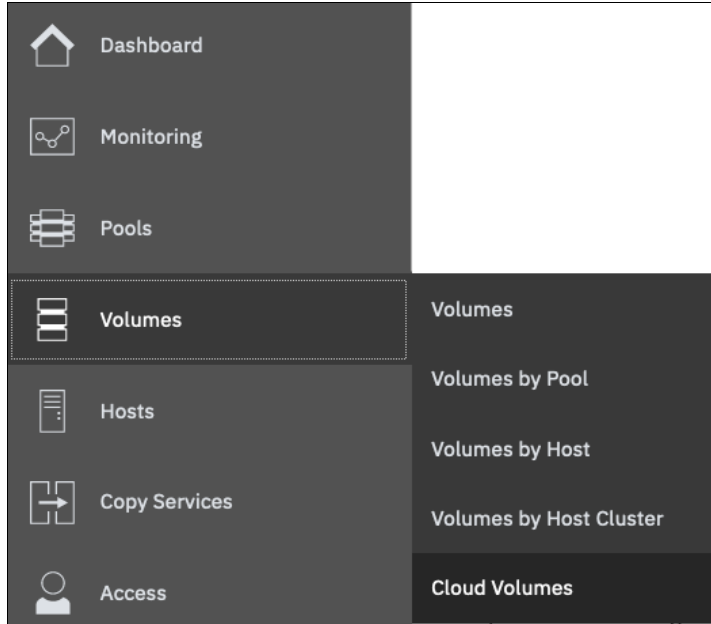 Dashboard
Monitoring
Pools
Volumes
Hosts
Copy Services
Access
Volumes
Volumes by Pool
Volumes by Host
Volumes by Host Cluster
Cloud Volumes